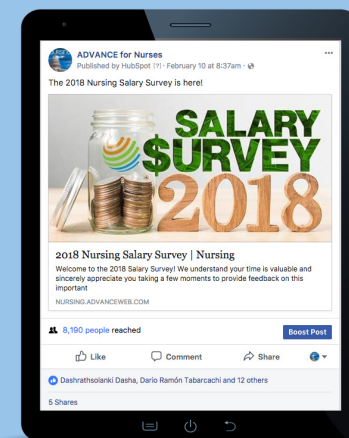 ADVANCE for Nurses
Published by HubSpot [?] · February 10 at 8:37am ·
The 2018 Nursing Salary Survey is here!
SALARY
$URVEY
2018
2018 Nursing Salary Survey | Nursing
Welcome to the 2018 Salary Survey! We understand your time is valuable and
sincerely appreciate you taking a few moments to provide feedback on this
important
NURSING.ADVANCEWEB.COM
8,190 people reached
Boost Post
Like Comment Share
Dashrathsolanki Dasha, Dario Ramón Tabarcachi and 12 others
5 Shares